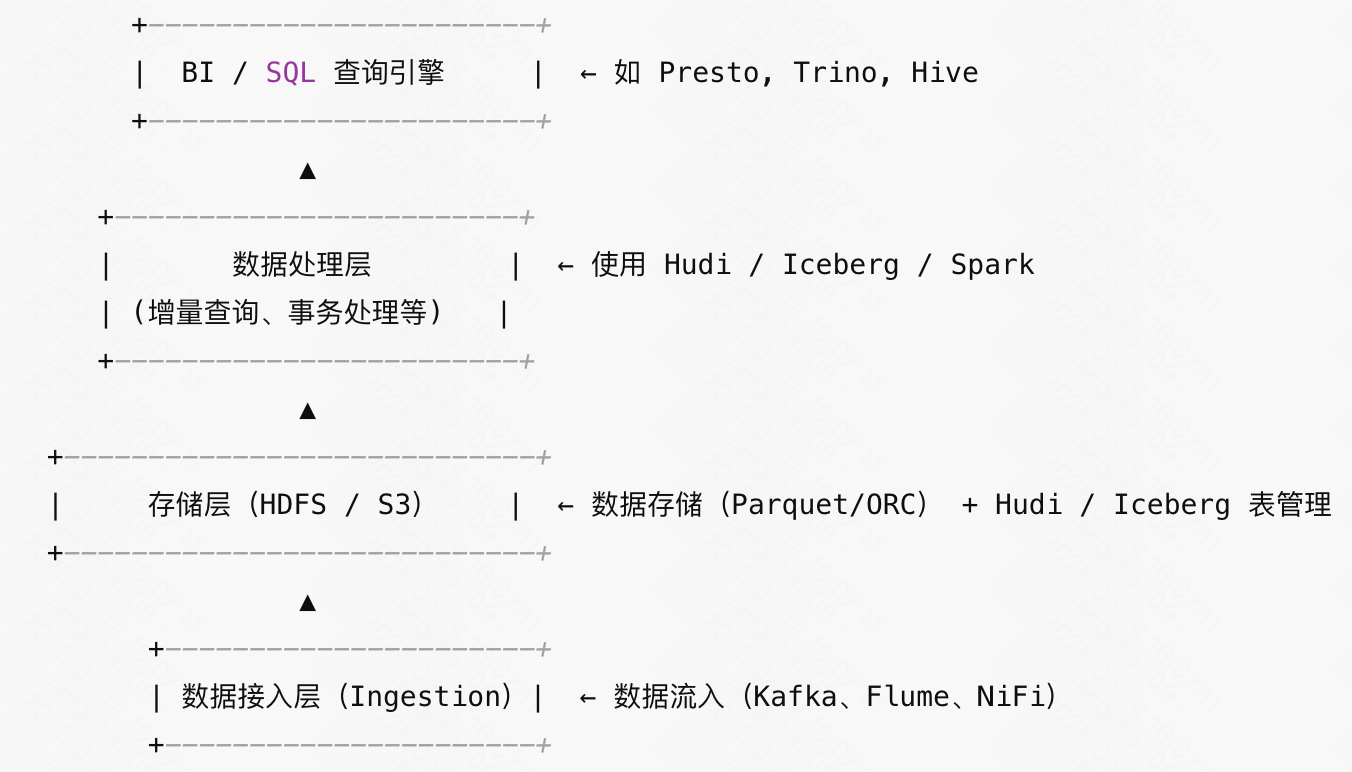 +------------------------+
| BI / SQL 查询引擎 | ← 如 Presto, Trino, Hive
+------------------------+
▲
+-------------------------+
| 数据处理层 | ← 使用 Hudi / Iceberg / Spark
| (增量查询、事务处理等) |
+-------------------------+
▲
+-----------------------------+
| 存储层（HDFS / S3） | ← 数据存储（Parquet/ORC） + Hudi / Iceberg 表管理
+-----------------------------+
▲
+-----------------------+
| 数据接入层（Ingestion）| ← 数据流入（Kafka、Flume、NiFi）
+-----------------------+